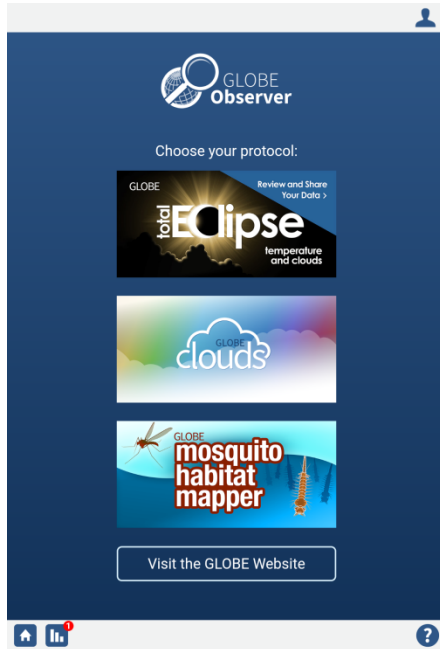 GLOBE
Observer
Choose your protocol:
GLOBE
Review and Share
Your Data >
total
EClipse
temperature
and clouds
GLOBE
clouds
GLOBE
mosquito
habitat
mapper
Visit the GLOBE Website
1
?